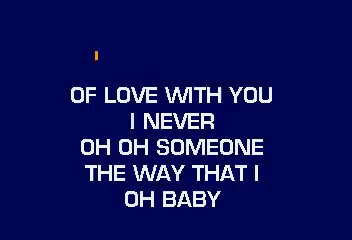 OF LOVE WITH YOU
I NEVER
OH OH SOMEONE
THE WAY THAT I
OH BABY